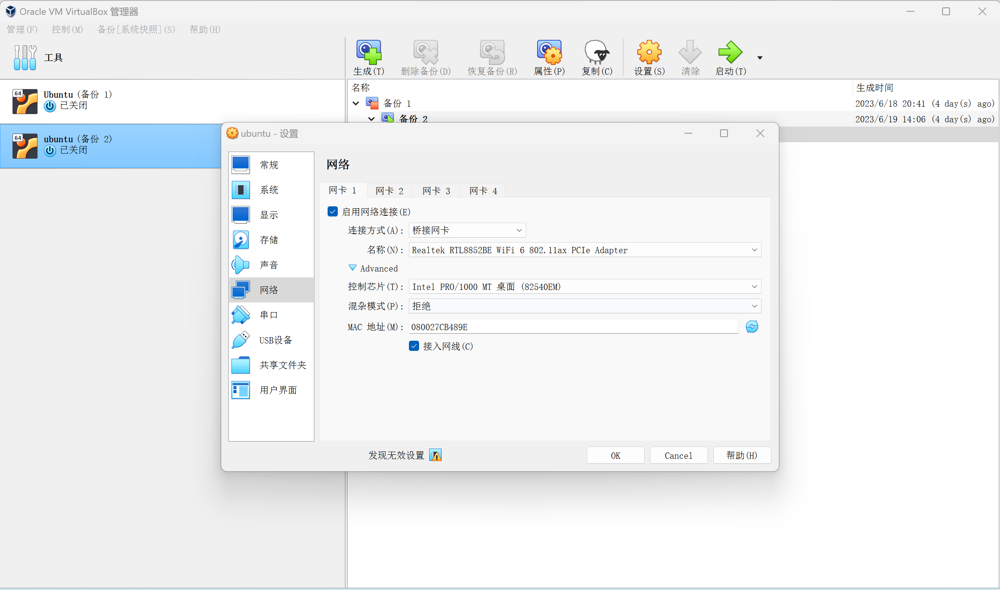 Oracle VM VirtualBox 管理器
管理(F) 控制(M) 备份[系统快照](S) 帮助(H)
工具
生成(T) 删除备份(D) 恢复备份(R) 属性(P) 复制(C) 设置(S) 清除 启动(T)
名称 生成时间
备份 1 2023/6/18 20:41 (4 day(s) ago)
备份 2 2023/6/19 14:06 (4 day(s) ago)
64 Ubuntu (备份 1)
已关闭
64 ubuntu (备份 2)
已关闭
ubuntu - 设置
常规
系统
显示
存储
声音
网络
串口
USB设备
共享文件夹
用户界面
网络
网卡 1 网卡 2 网卡 3 网卡 4
启用网络连接(E)
连接方式(A): 桥接网卡
名称(N): Realtek RTL8852BE WiFi 6 802.11ax PCIe Adapter
Advanced
控制芯片(T): Intel PRO/1000 MT 桌面 (82540EM)
混杂模式(P): 拒绝
MAC 地址(M): 080027CB489E
接入网线(C)
发现无效设置 OK Cancel 帮助(H)